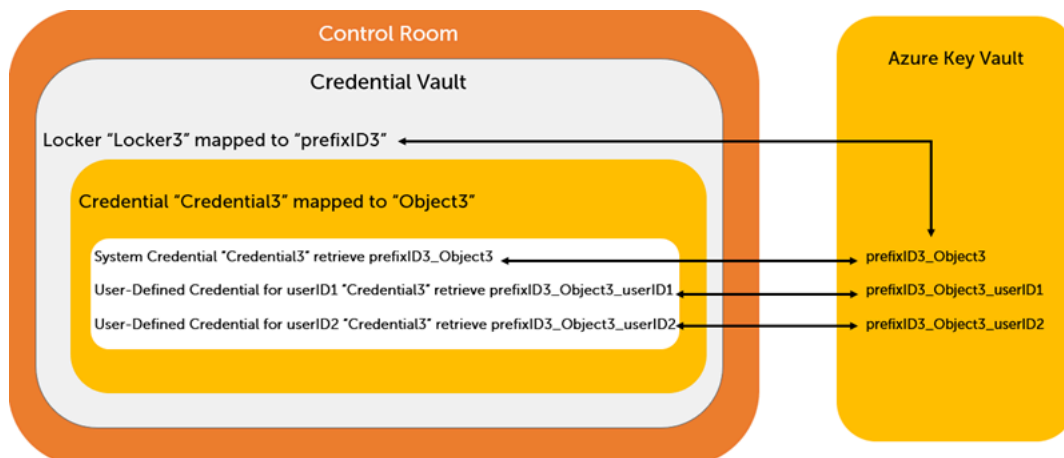 Control Room
Credential Vault
Locker “Locker3” mapped to “prefixID3”
Credential “Credential3” mapped to “Object3”
System Credential “Credential3” retrieve prefixID3_Object3
User-Defined Credential for userID1 “Credential3” retrieve prefixID3_Object3_userID1
User-Defined Credential for userID2 “Credential3” retrieve prefixID3_Object3_userID2
Azure Key Vault
prefixID3_Object3
prefixID3_Object3_userID1
prefixID3_Object3_userID2